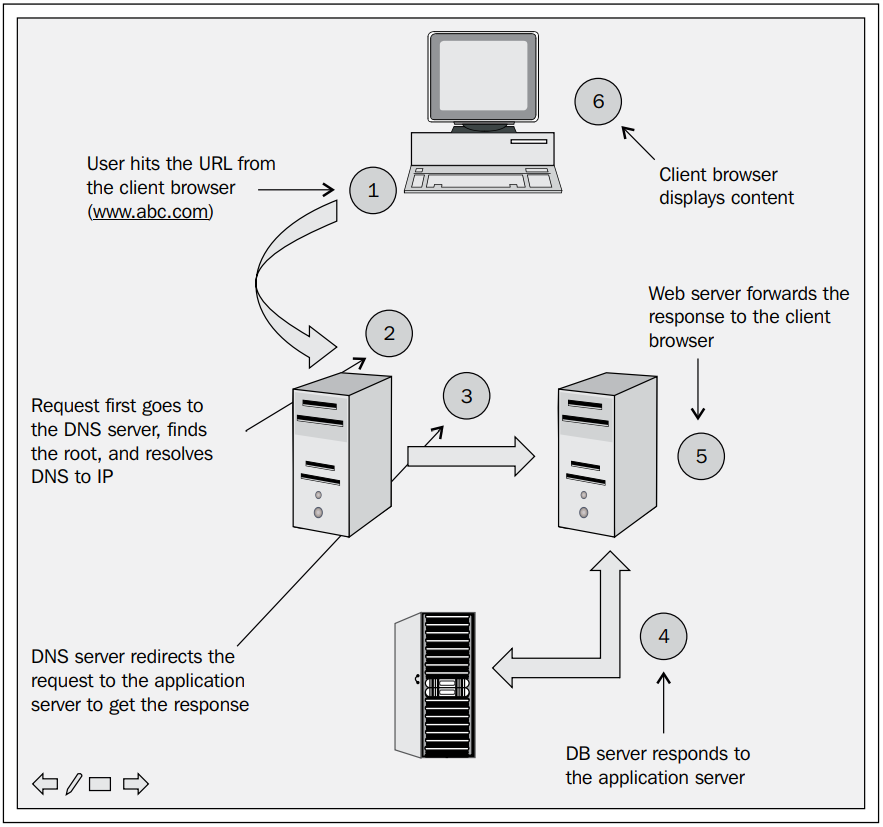 6
User hits the URL from
the client browser
(www.abc.com)
1
Client browser
displays content
Web server forwards the
response to the client
browser
2
3
Request first goes to
the DNS server, finds
the root, and resolves
DNS to IP
5
4
DNS server redirects the
request to the application
server to get the response
DB server responds to
the application server